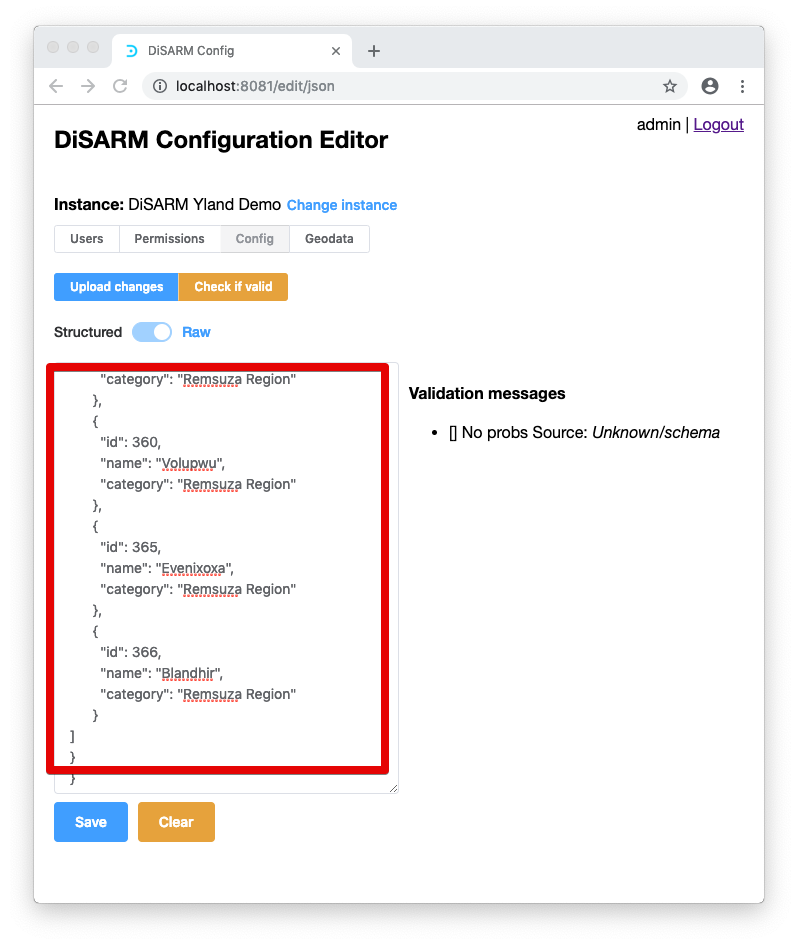 DiSARM Config
localhost:8081/edit/json
admin | Logout
DiSARM Configuration Editor
Instance: DiSARM Yland Demo Change instance
Users Permissions Config Geodata
Upload changes Check if valid
Structured Raw
"category": "Remsuza Region"
},
{
"id": 360,
"name": "Volupwu",
"category": "Remsuza Region"
},
{
"id": 365,
"name": "Evenixoxa",
"category": "Remsuza Region"
},
{
"id": 366,
"name": "Blandhir",
"category": "Remsuza Region"
}
]
}
}
Validation messages
• [] No probs Source: Unknown/schema
Save Clear